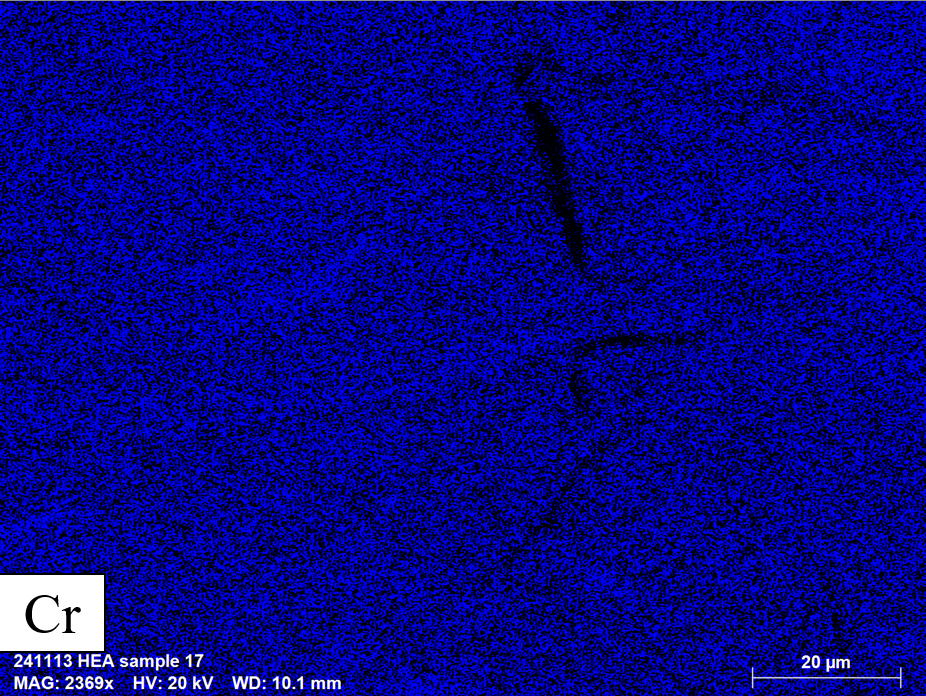 Cr
241113 HEA sample 17
MAG: 2369x HV: 20 kV WD: 10.1 mm
20 µm